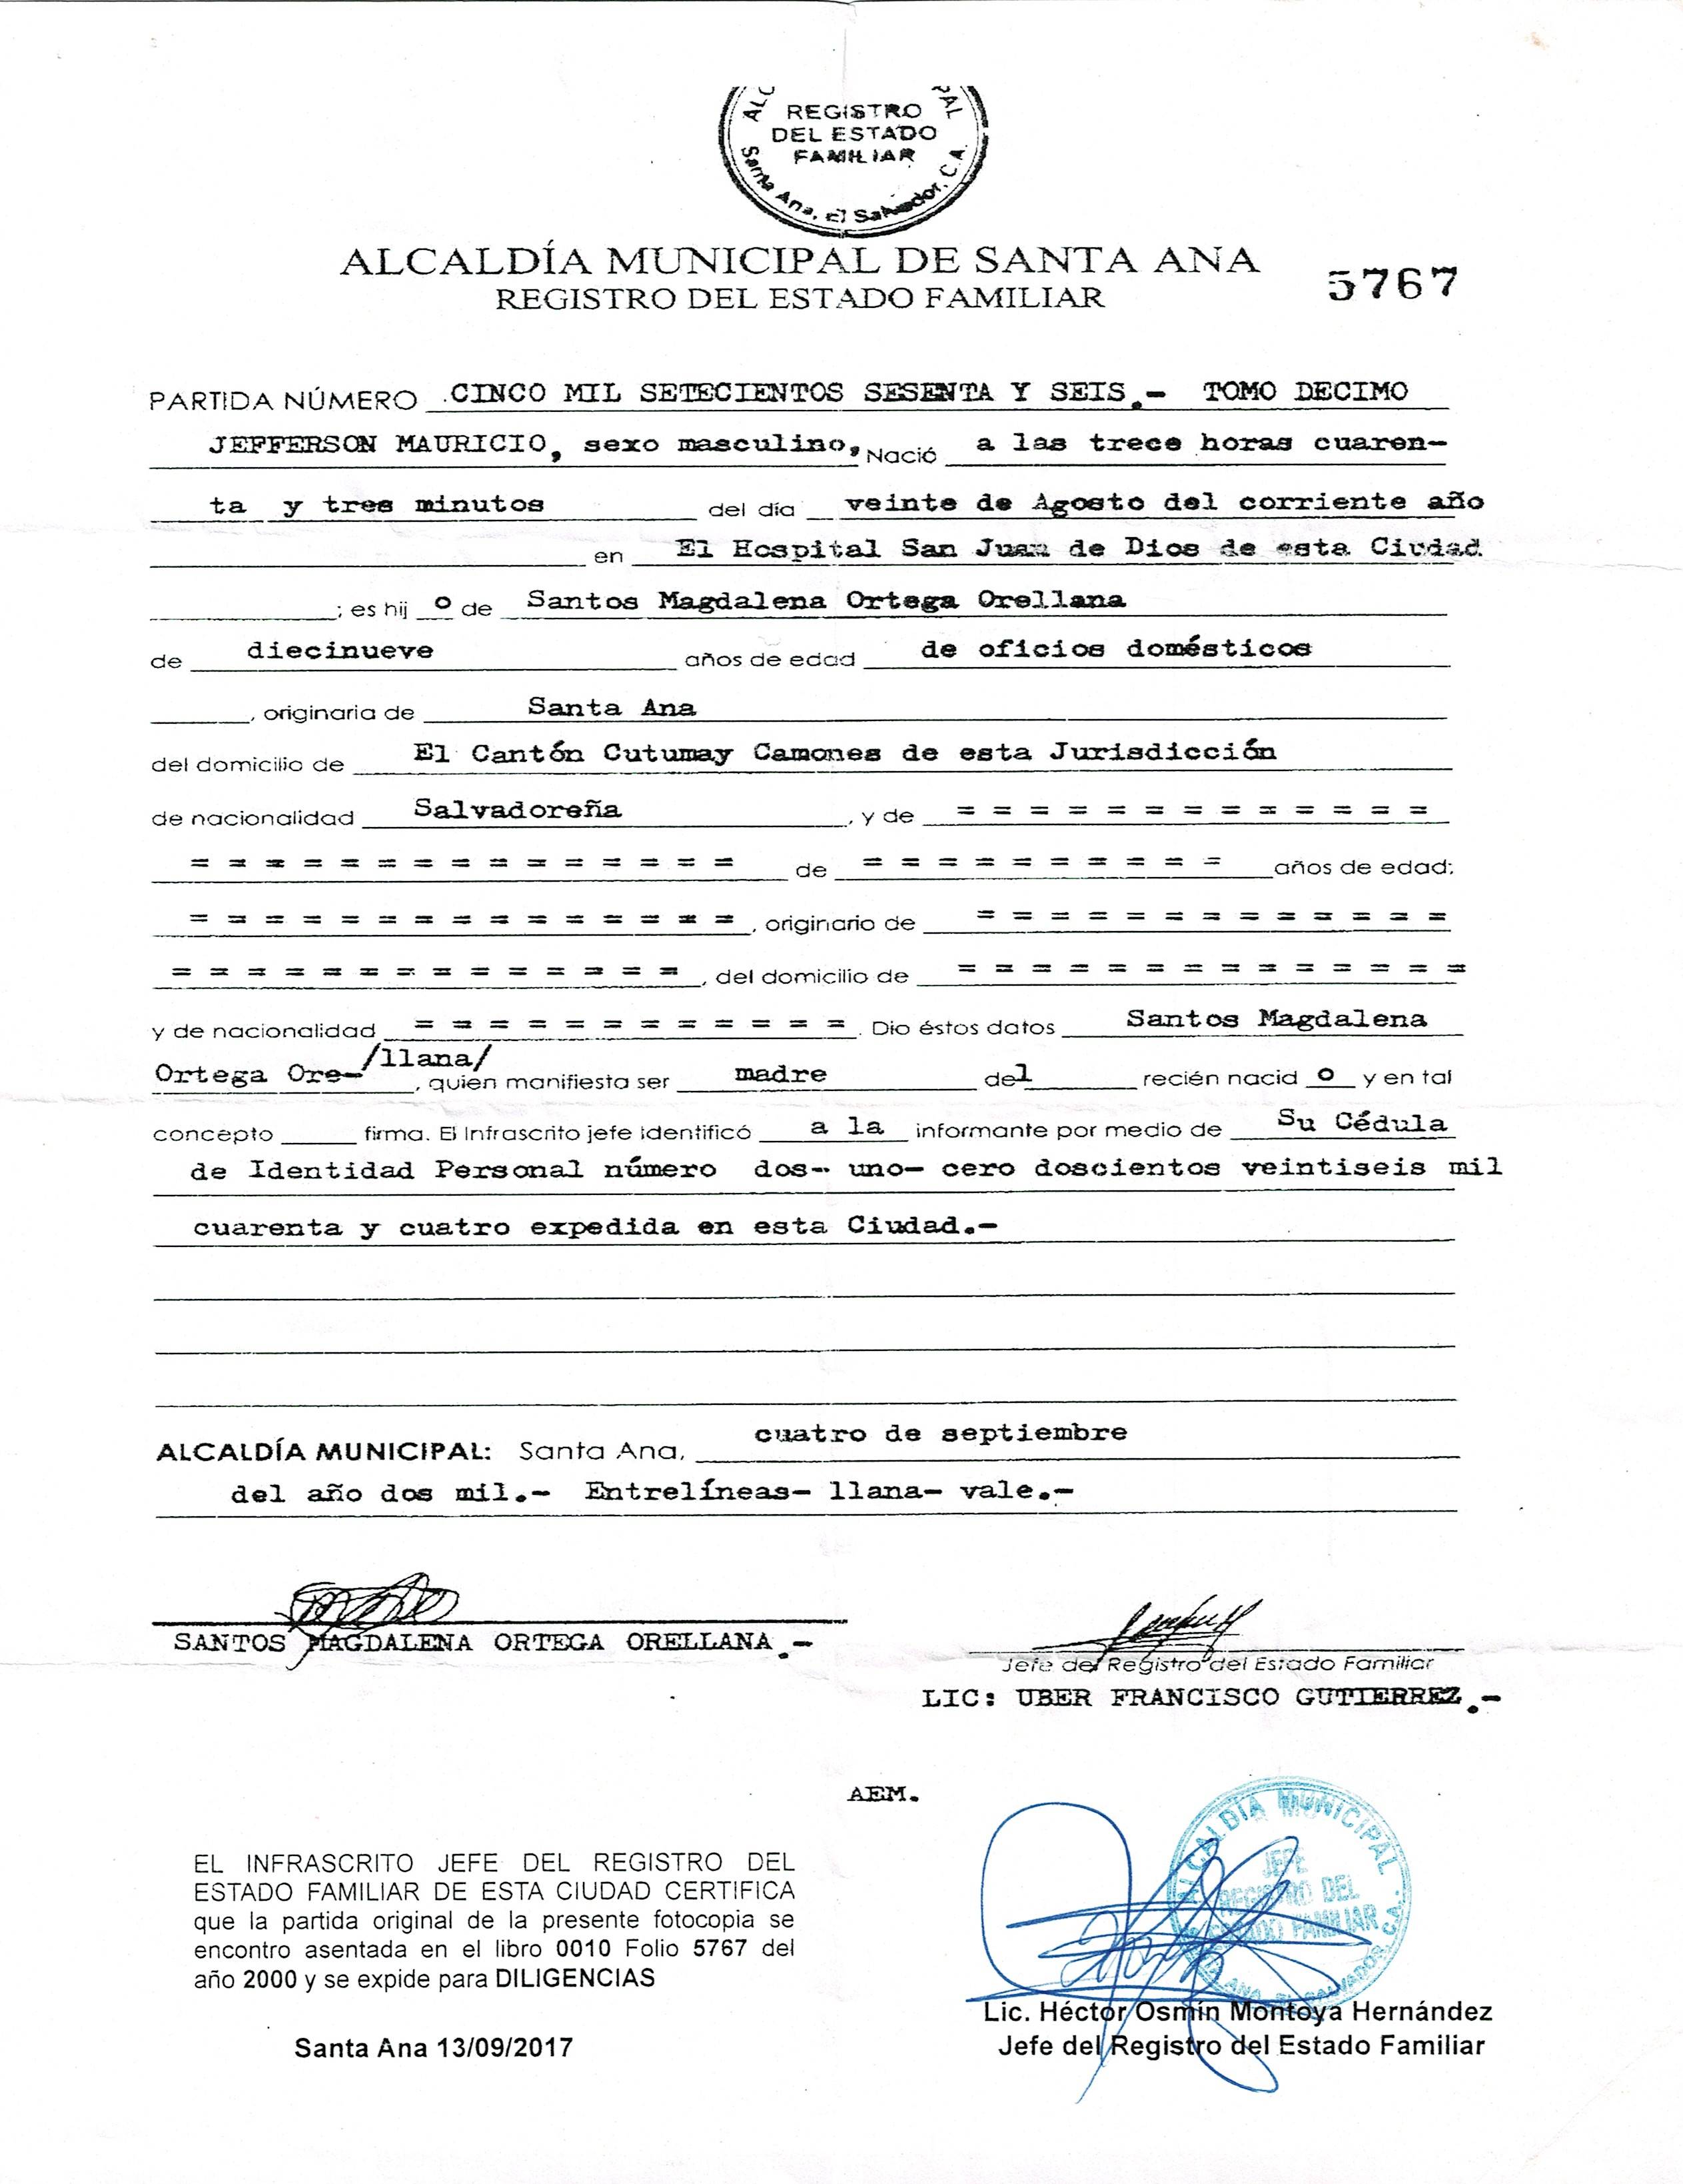 REGISTRO
DEL ESTADO
FAMILIAR
Santa Ana, El Salvador, C.A.
ALCALDÍA MUNICIPAL DE SANTA ANA
REGISTRO DEL ESTADO FAMILIAR
5767
PARTIDA NÚMERO CINCO MIL SETECIENTOS SESENTA Y SEIS.- TOMO DECIMO
JEFFERSON MAURICIO, sexo masculino, Nació a las trece horas cuaren-
ta y tres minutos del día veinte de Agosto del corriente año
en El Hospital San Juan de Dios de esta Ciudad
; es hij o de Santos Magdalena Ortega Orellana
de diecinueve años de edad de oficios domésticos
, originaria de Santa Ana
del domicilio de El Cantón Cutumay Camones de esta Jurisdicción
de nacionalidad Salvadoreña , y de = = = = = = = = = = = = =
= = = = = = = = = = = = = = = de = = = = = = = = = = años de edad;
= = = = = = = = = = = = = = = , originario de = = = = = = = = = = = = =
= = = = = = = = = = = = = = , del domicilio de = = = = = = = = = = = = = =
y de nacionalidad = = = = = = = = = = = = . Dio éstos datos Santos Magdalena
Ortega Ore-/llana/ , quien manifiesta ser madre del recién nacid o y en tal
concepto firma. El Infrascrito jefe identificó a la informante por medio de Su Cédula
de Identidad Personal número dos- uno- cero doscientos veintiseis mil
cuarenta y cuatro expedida en esta Ciudad.-
ALCALDÍA MUNICIPAL: Santa Ana, cuatro de septiembre
del año dos mil.- Entrelíneas- llana- vale.-
SANTOS MAGDALENA ORTEGA ORELLANA.-
Jefe del Registro del Estado Familiar
LIC: UBER FRANCISCO GUTIERREZ.-
AEM.
ALCALDIA MUNICIPAL
JEFE
REGISTRO DEL
ESTADO FAMILIAR
EL INFRASCRITO JEFE DEL REGISTRO DEL
ESTADO FAMILIAR DE ESTA CIUDAD CERTIFICA
que la partida original de la presente fotocopia se
encontro asentada en el libro 0010 Folio 5767 del
año 2000 y se expide para DILIGENCIAS
Santa Ana 13/09/2017
Lic. Héctor Osmín Montoya Hernández
Jefe del Registro del Estado Familiar